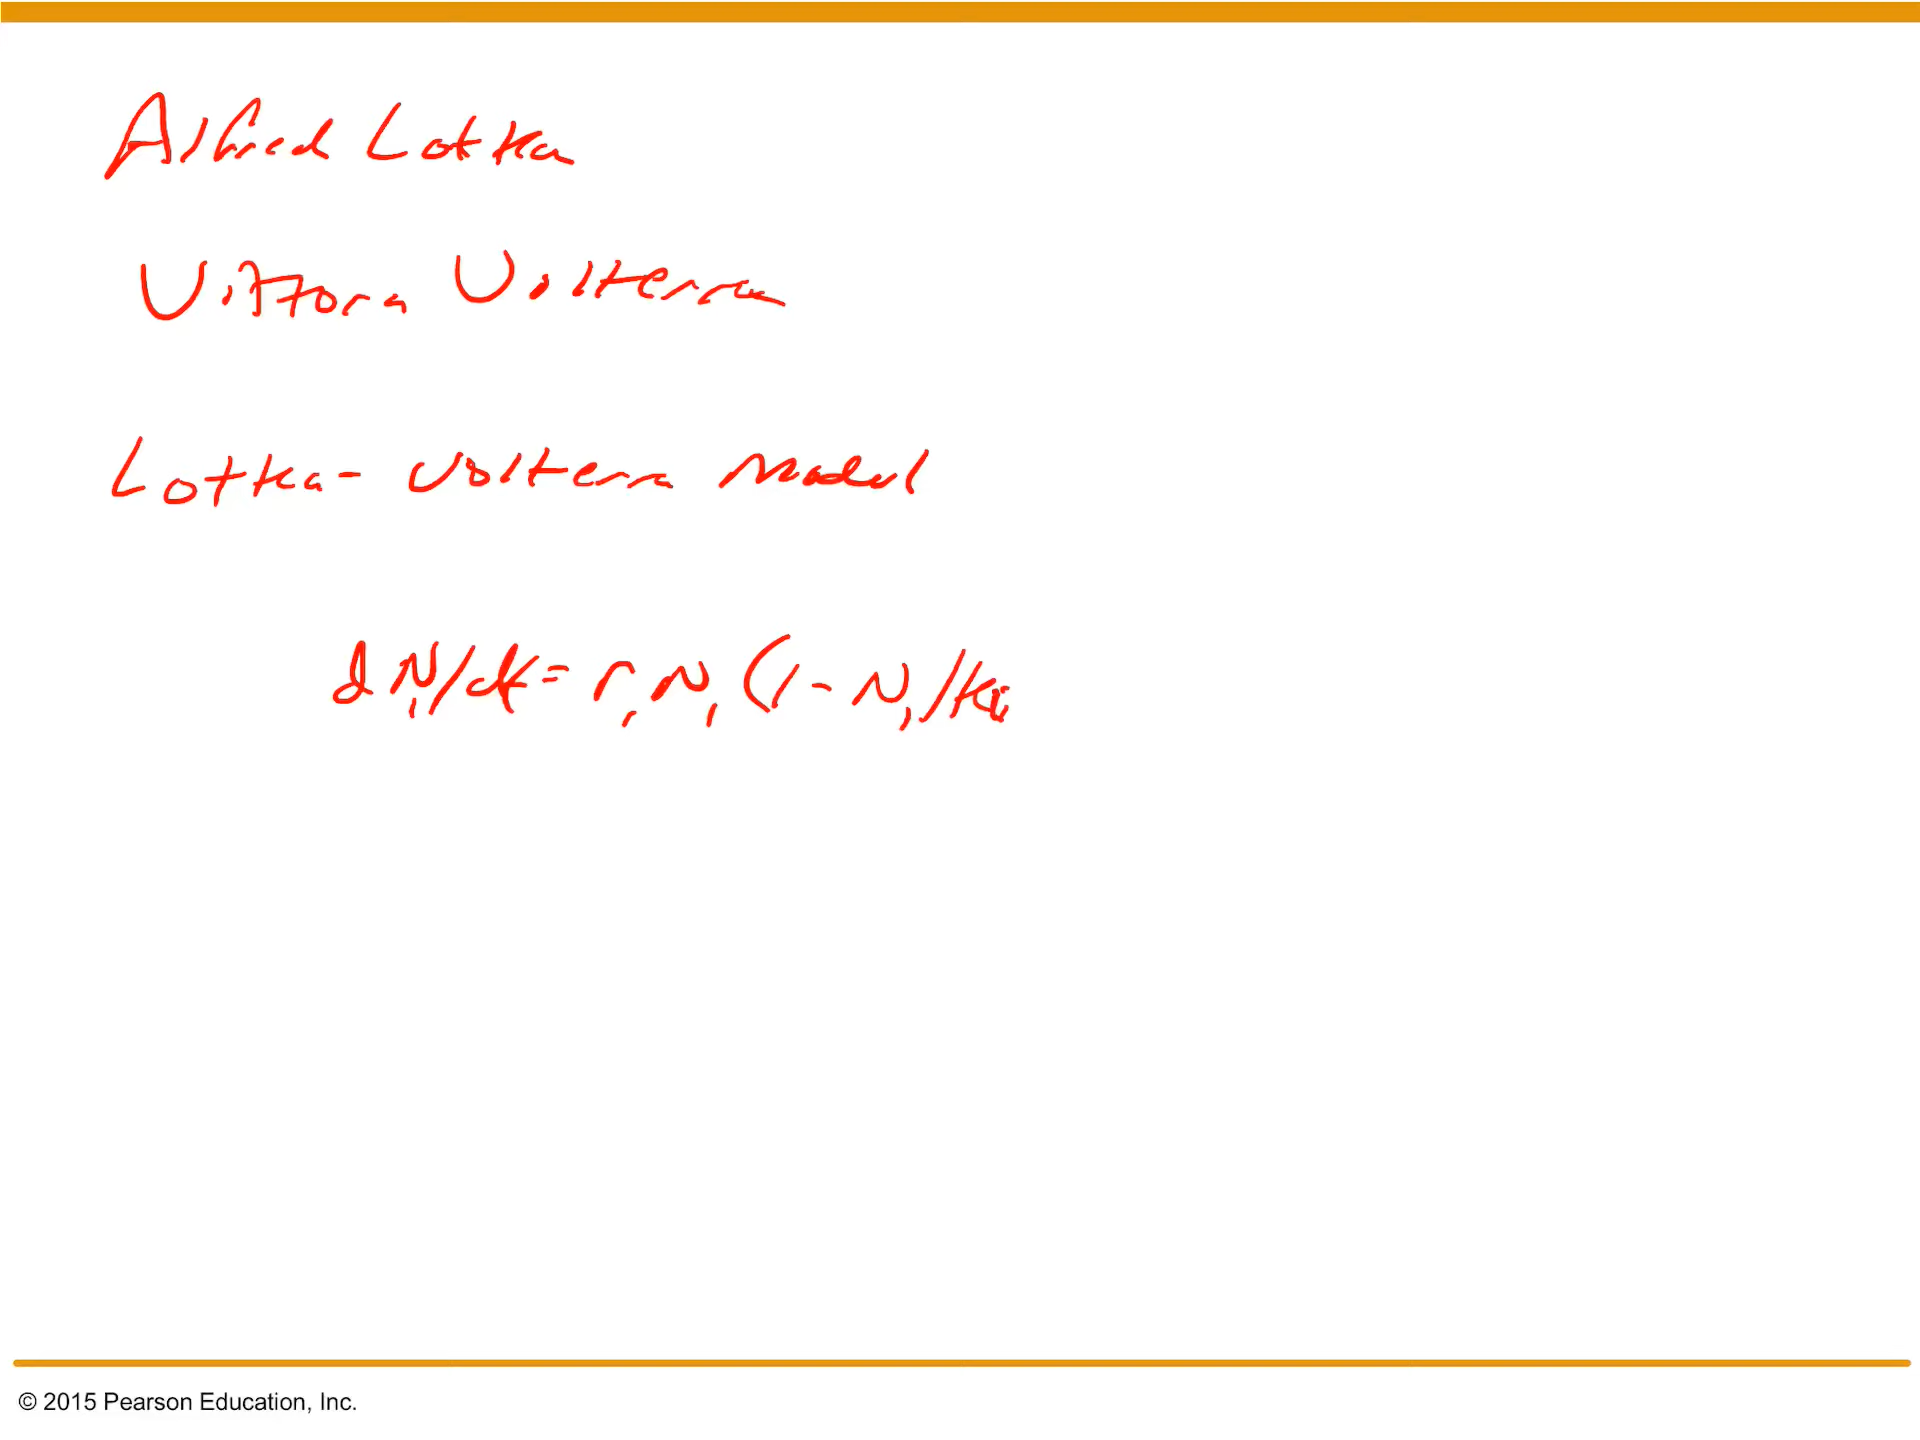 Alfred Lotka
Vittora Volterra
Lotka-Volterra Model
dN₁/dt = r₁N₁(1-N₁/K₁
© 2015 Pearson Education, Inc.